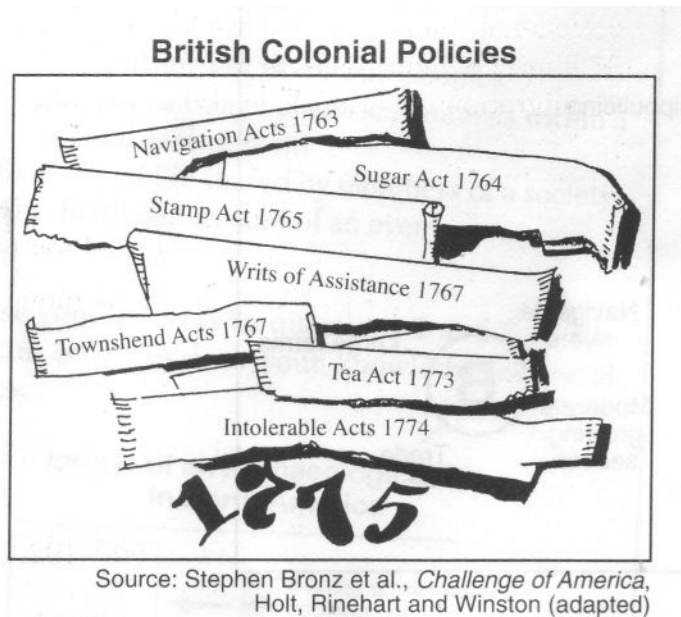 British Colonial Policies
Navigation Acts 1763
Sugar Act 1764
Stamp Act 1765
Writs of Assistance 1767
Townshend Acts 1767
Tea Act 1773
Intolerable Acts 1774
1775
Source: Stephen Bronz et al., Challenge of America,
Holt, Rinehart and Winston (adapted)